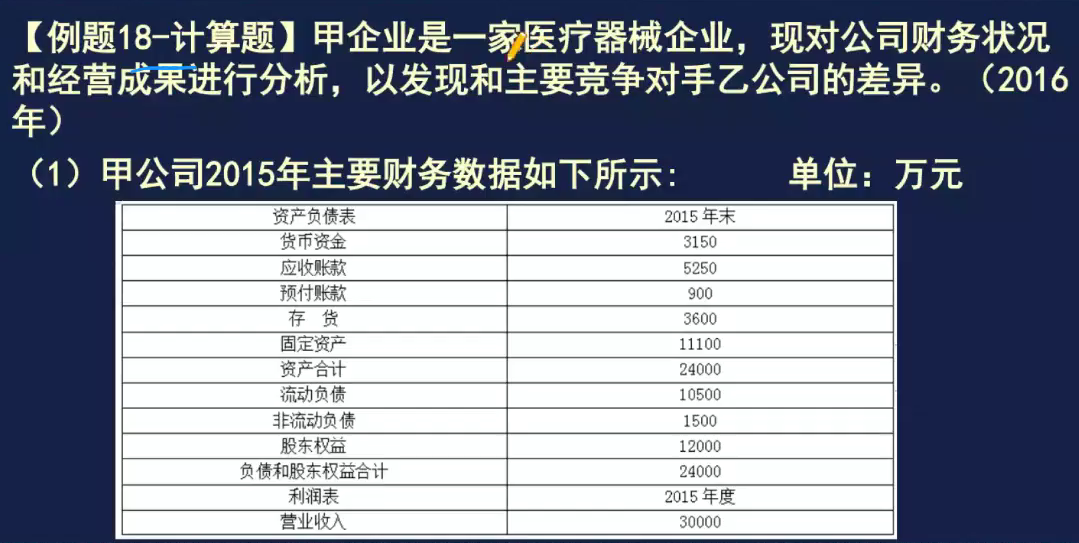 【例题18-计算题】甲企业是一家医疗器械企业，现对公司财务状况
和经营成果进行分析，以发现和主要竞争对手乙公司的差异。（2016
年）
（1）甲公司2015年主要财务数据如下所示: 单位：万元
资产负债表 2015 年末
货币资金 3150
应收账款 5250
预付账款 900
存 货 3600
固定资产 11100
资产合计 24000
流动负债 10500
非流动负债 1500
股东权益 12000
负债和股东权益合计 24000
利润表 2015 年度
营业收入 30000